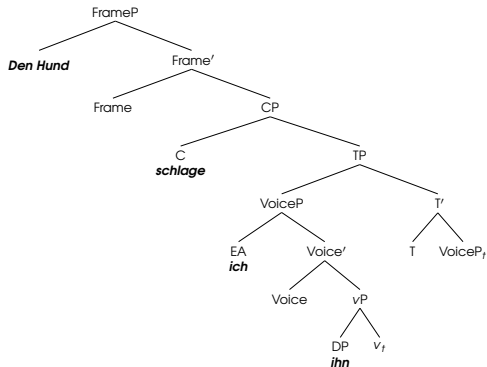 FrameP
Den Hund Frame′
Frame CP
C TP
schlage
VoiceP T′
EA Voice′ T VoicePₜ
ich
Voice vP
DP vₜ
ihn